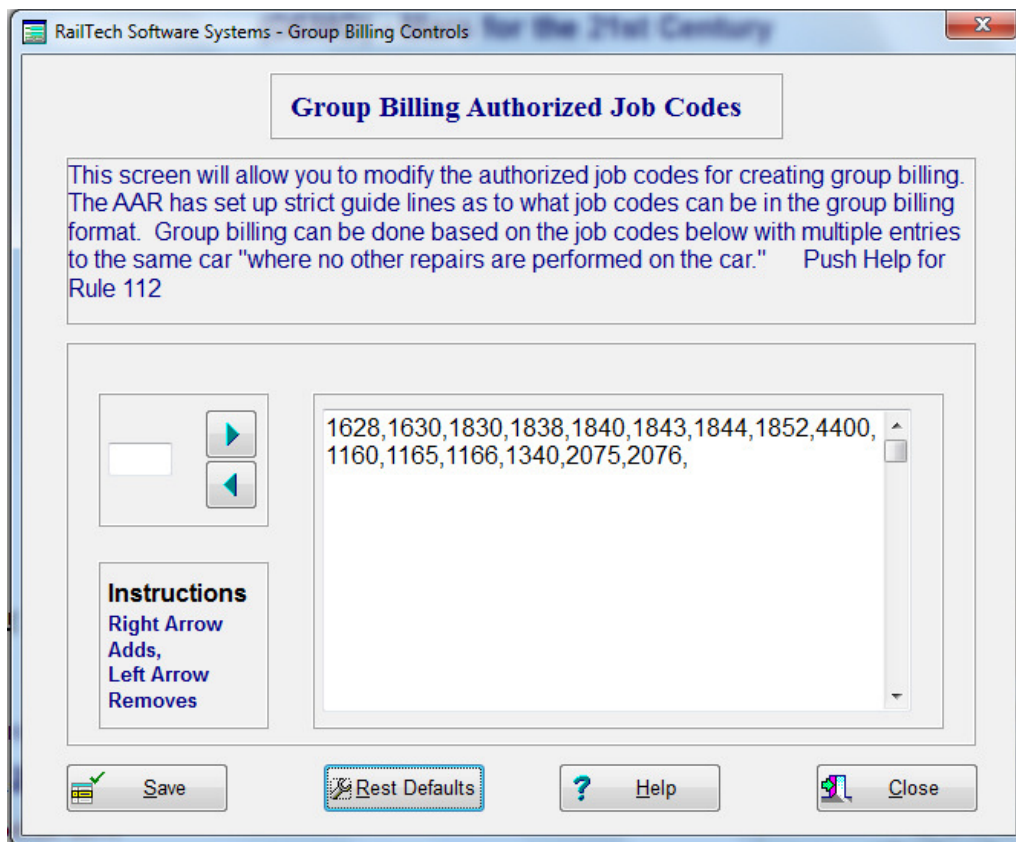 RailTech Software Systems - Group Billing Controls
for the 21st Century
Group Billing Authorized Job Codes
This screen will allow you to modify the authorized job codes for creating group billing.
The AAR has set up strict guide lines as to what job codes can be in the group billing
format. Group billing can be done based on the job codes below with multiple entries
to the same car "where no other repairs are performed on the car." Push Help for
Rule 112
1628,1630,1830,1838,1840,1843,1844,1852,4400,
1160,1165,1166,1340,2075,2076,
Instructions
Right Arrow
Adds,
Left Arrow
Removes
Save
Rest Defaults
? Help
Close